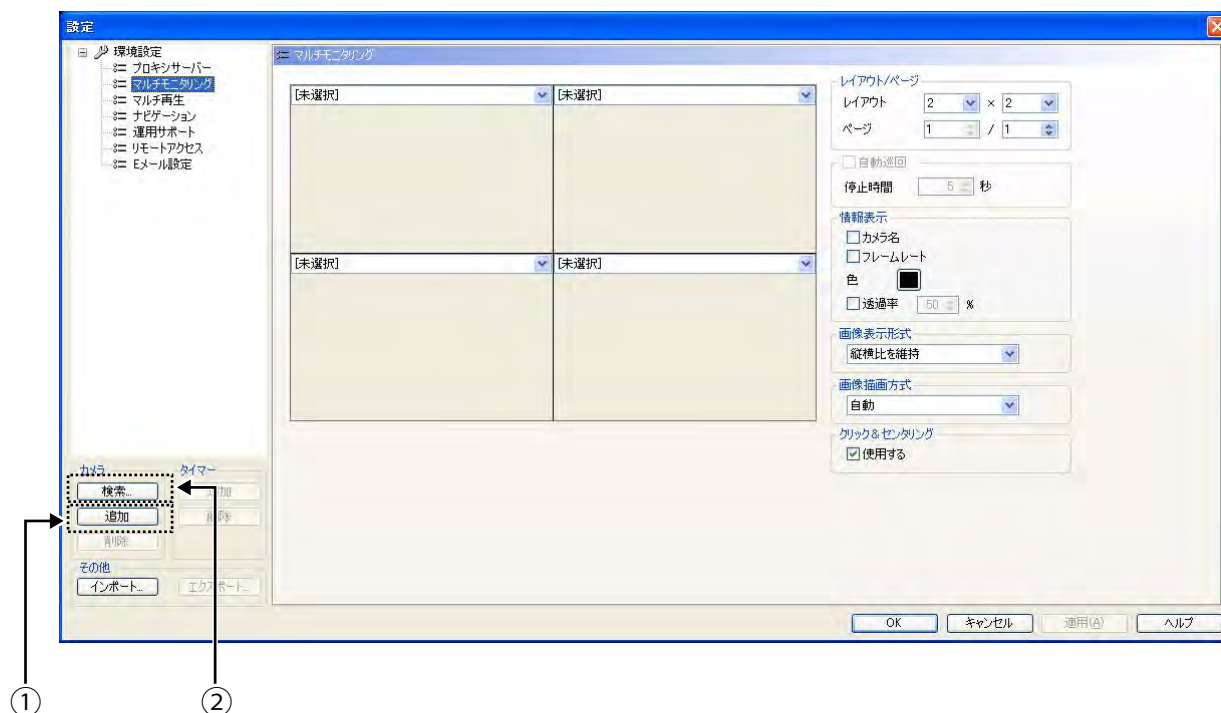 設定
環境設定
プロキシサーバー
マルチモニタリング
マルチ再生
ナビゲーション
運用サポート
リモートアクセス
Eメール設定
マルチモニタリング
[未選択] [未選択]
[未選択] [未選択]
レイアウト/ページ
レイアウト 2 × 2
ページ 1 / 1
自動巡回
停止時間 5 秒
情報表示
カメラ名
フレームレート
色
透過率 50 %
画像表示形式
縦横比を維持
画像描画方式
自動
クリック&センタリング
使用する
カメラ タイマー
検索... 追加
追加 削除
削除
その他
インポート... エクスポート...
OK キャンセル 適用(A) ヘルプ
① ②